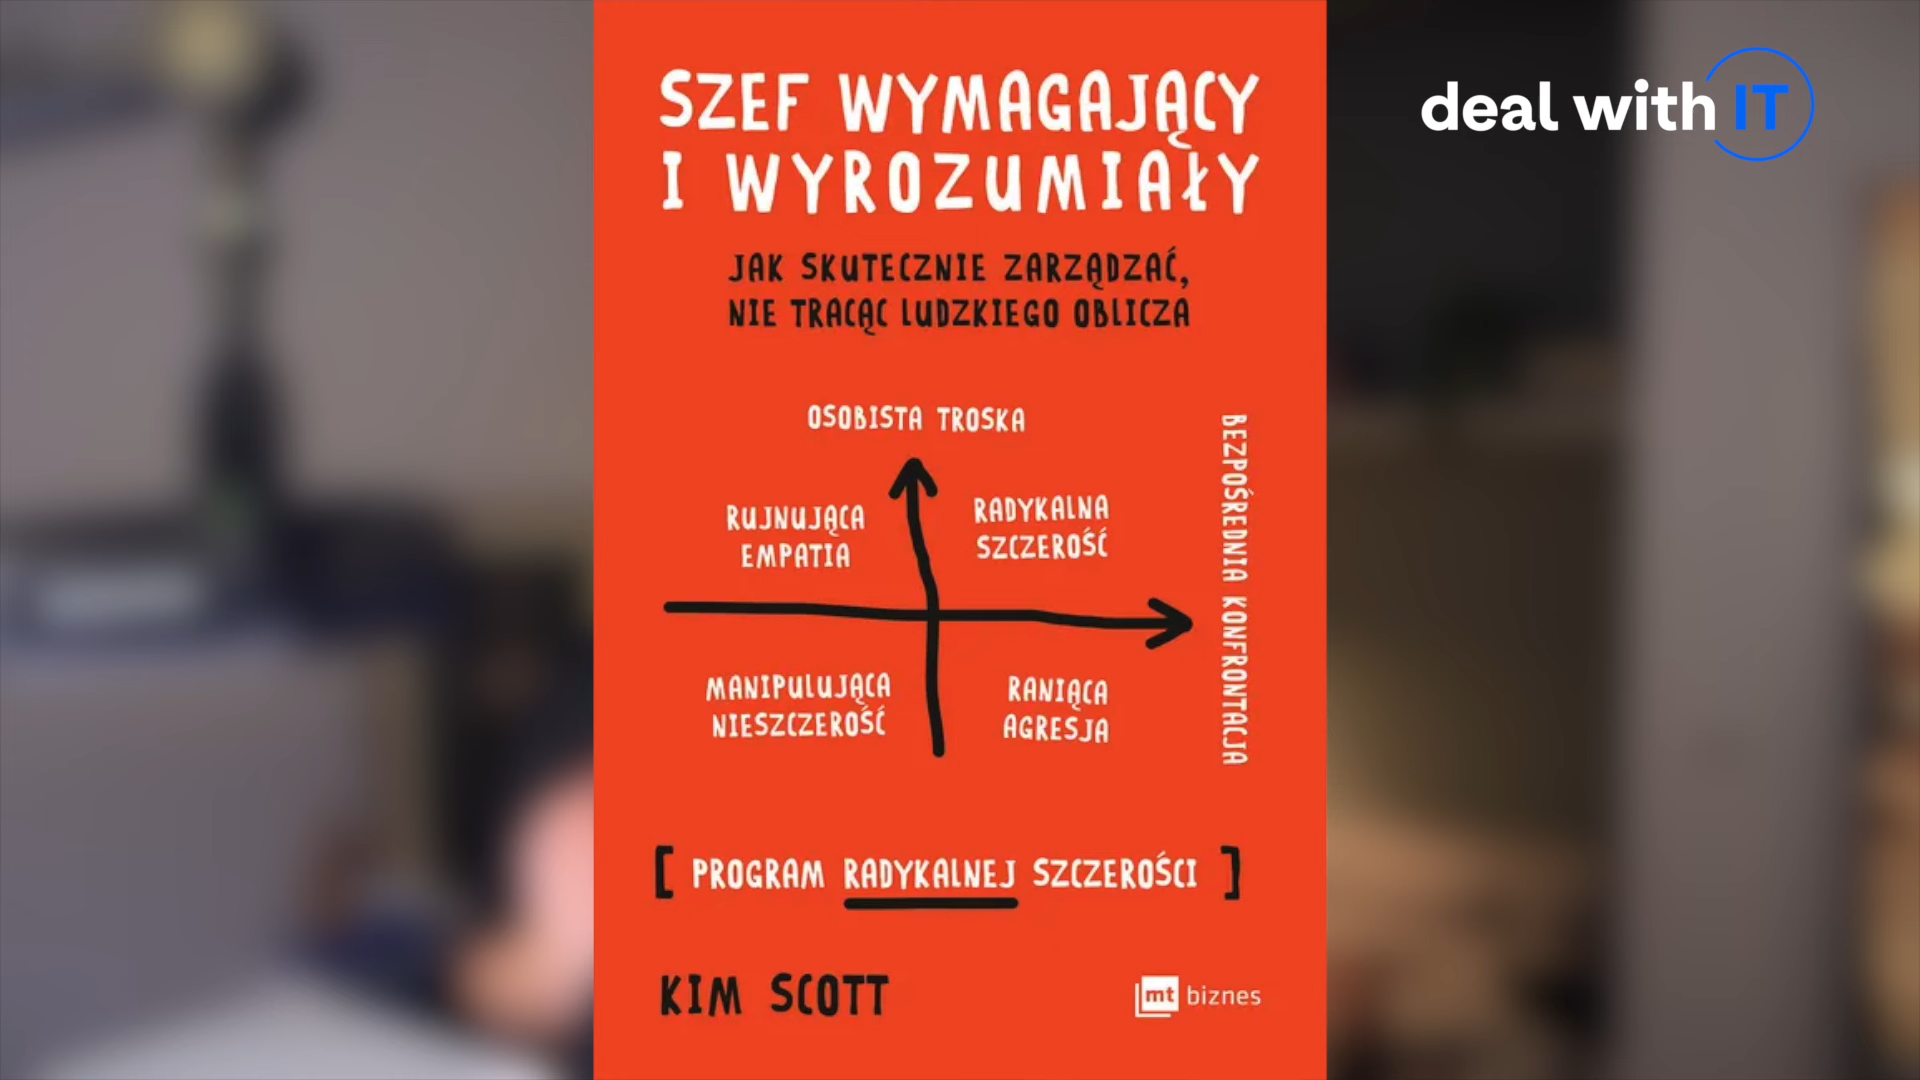 SZEF WYMAGAJĄCY
I WYROZUMIAŁY
JAK SKUTECZNIE ZARZĄDZAĆ,
NIE TRACĄC LUDZKIEGO OBLICZA
OSOBISTA TROSKA
RUJNUJĄCA
EMPATIA
RADYKALNA
SZCZEROŚĆ
BEZPOŚREDNIA KONFRONTACJA
MANIPULUJĄCA
NIESZCZEROŚĆ
RANIĄCA
AGRESJA
[ PROGRAM RADYKALNEJ SZCZEROŚCI ]
KIM SCOTT
mt biznes
deal with IT